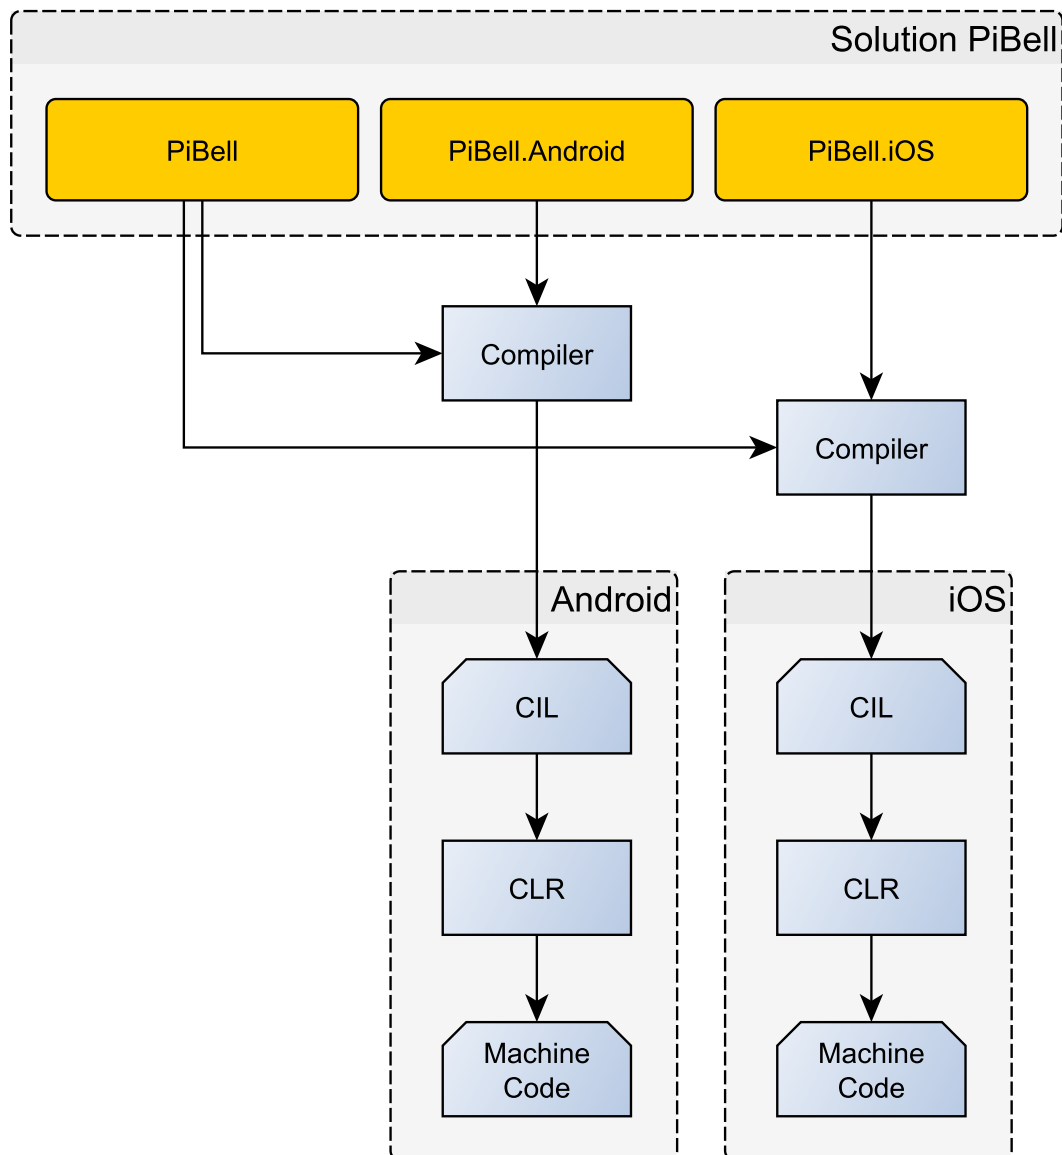 Solution PiBell
PiBell
PiBell.Android
PiBell.iOS
Compiler
Compiler
Android
iOS
CIL
CIL
CLR
CLR
Machine
Code
Machine
Code